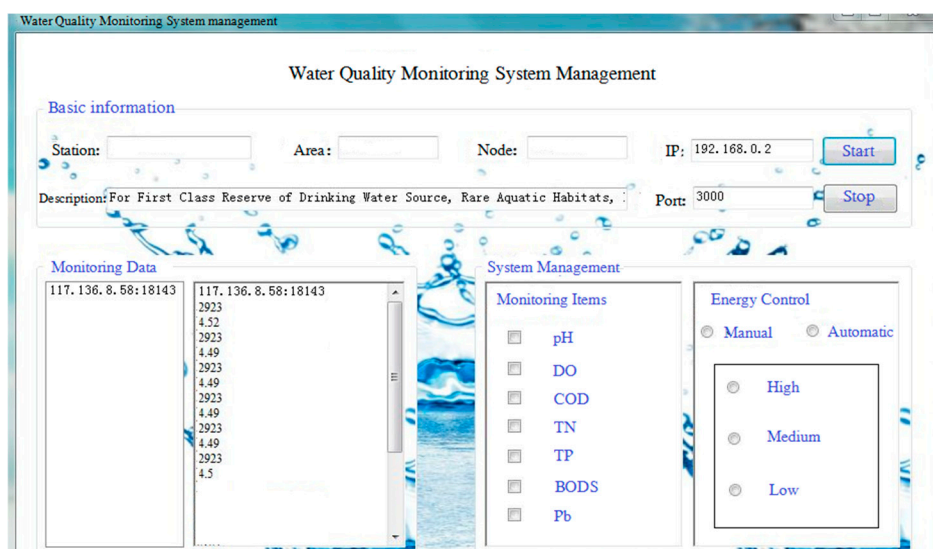 Water Quality Monitoring System management
Water Quality Monitoring System Management
Basic information
Station: Area: Node: IP: 192.168.0.2 Start
Description: For First Class Reserve of Drinking Water Source, Rare Aquatic Habitats, Port: 3000 Stop
Monitoring Data
117.136.8.58:18143
117.136.8.58:18143
2923
4.52
2923
4.49
2923
4.49
2923
4.49
2923
4.49
2923
4.5
System Management
Monitoring Items
pH
DO
COD
TN
TP
BODS
Pb
Energy Control
Manual Automatic
High
Medium
Low